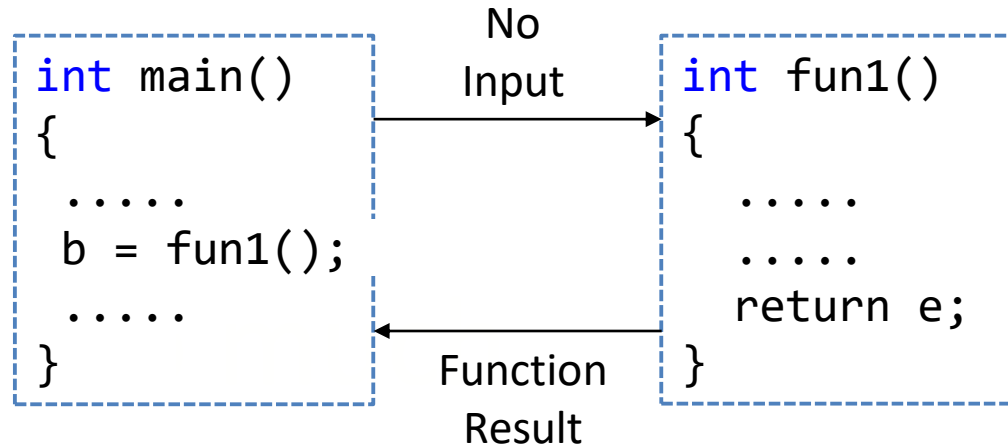 int main()
{
.....
b = fun1();
.....
}
No
Input
Function
Result
int fun1()
{
.....
.....
return e;
}